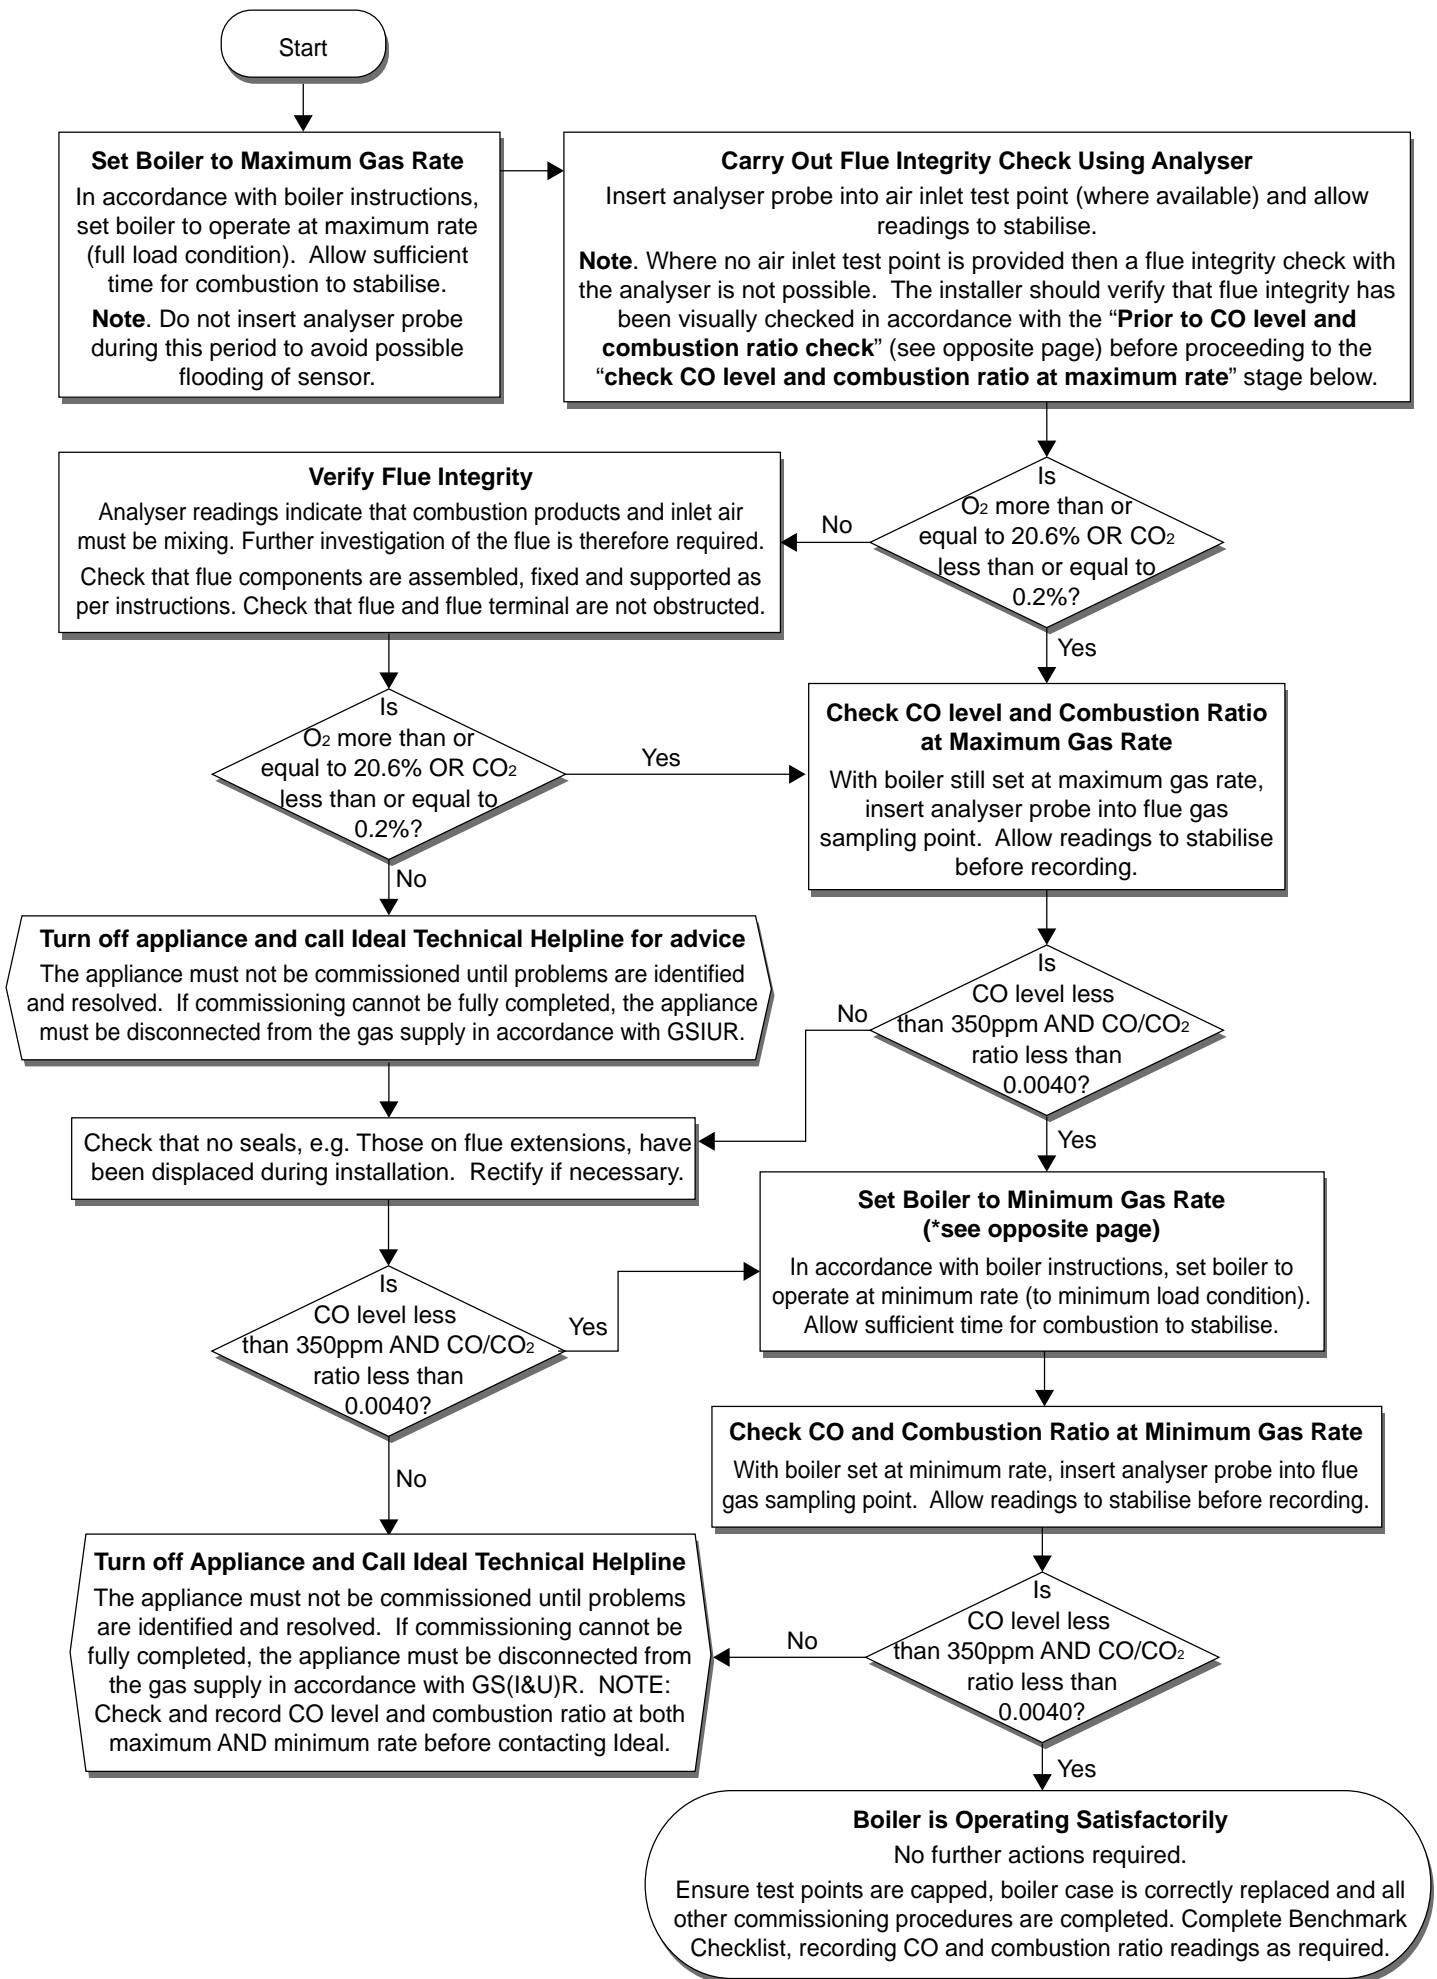 Start
Set Boiler to Maximum Gas Rate
In accordance with boiler instructions,
set boiler to operate at maximum rate
(full load condition).  Allow sufficient
time for combustion to stabilise.
Note. Do not insert analyser probe
during this period to avoid possible
flooding of sensor.
Carry Out Flue Integrity Check Using Analyser
Insert analyser probe into air inlet test point (where available) and allow
readings to stabilise.
Note. Where no air inlet test point is provided then a flue integrity check with
the analyser is not possible.  The installer should verify that flue integrity has
been visually checked in accordance with the “Prior to CO level and
combustion ratio check” (see opposite page) before proceeding to the
“check CO level and combustion ratio at maximum rate” stage below.
Is
O2 more than or
equal to 20.6% OR CO2
less than or equal to
0.2%?
No
Yes
Verify Flue Integrity
Analyser readings indicate that combustion products and inlet air
must be mixing. Further investigation of the flue is therefore required.
Check that flue components are assembled, fixed and supported as
per instructions. Check that flue and flue terminal are not obstructed.
Is
O2 more than or
equal to 20.6% OR CO2
less than or equal to
0.2%?
Yes
No
Check CO level and Combustion Ratio
at Maximum Gas Rate
With boiler still set at maximum gas rate,
insert analyser probe into flue gas
sampling point.  Allow readings to stabilise
before recording.
Turn off appliance and call Ideal Technical Helpline for advice
The appliance must not be commissioned until problems are identified
and resolved.  If commissioning cannot be fully completed, the appliance
must be disconnected from the gas supply in accordance with GSIUR.
Is
CO level less
than 350ppm AND CO/CO2
ratio less than
0.0040?
No
Yes
Check that no seals, e.g. Those on flue extensions, have
been displaced during installation.  Rectify if necessary.
Set Boiler to Minimum Gas Rate
(*see opposite page)
In accordance with boiler instructions, set boiler to
operate at minimum rate (to minimum load condition).
Allow sufficient time for combustion to stabilise.
Is
CO level less
than 350ppm AND CO/CO2
ratio less than
0.0040?
Yes
No
Check CO and Combustion Ratio at Minimum Gas Rate
With boiler set at minimum rate, insert analyser probe into flue
gas sampling point.  Allow readings to stabilise before recording.
Turn off Appliance and Call Ideal Technical Helpline
The appliance must not be commissioned until problems
are identified and resolved.  If commissioning cannot be
fully completed, the appliance must be disconnected from
the gas supply in accordance with GS(I&U)R.  NOTE:
Check and record CO level and combustion ratio at both
maximum AND minimum rate before contacting Ideal.
Is
CO level less
than 350ppm AND CO/CO2
ratio less than
0.0040?
No
Yes
Boiler is Operating Satisfactorily
No further actions required.
Ensure test points are capped, boiler case is correctly replaced and all
other commissioning procedures are completed. Complete Benchmark
Checklist, recording CO and combustion ratio readings as required.